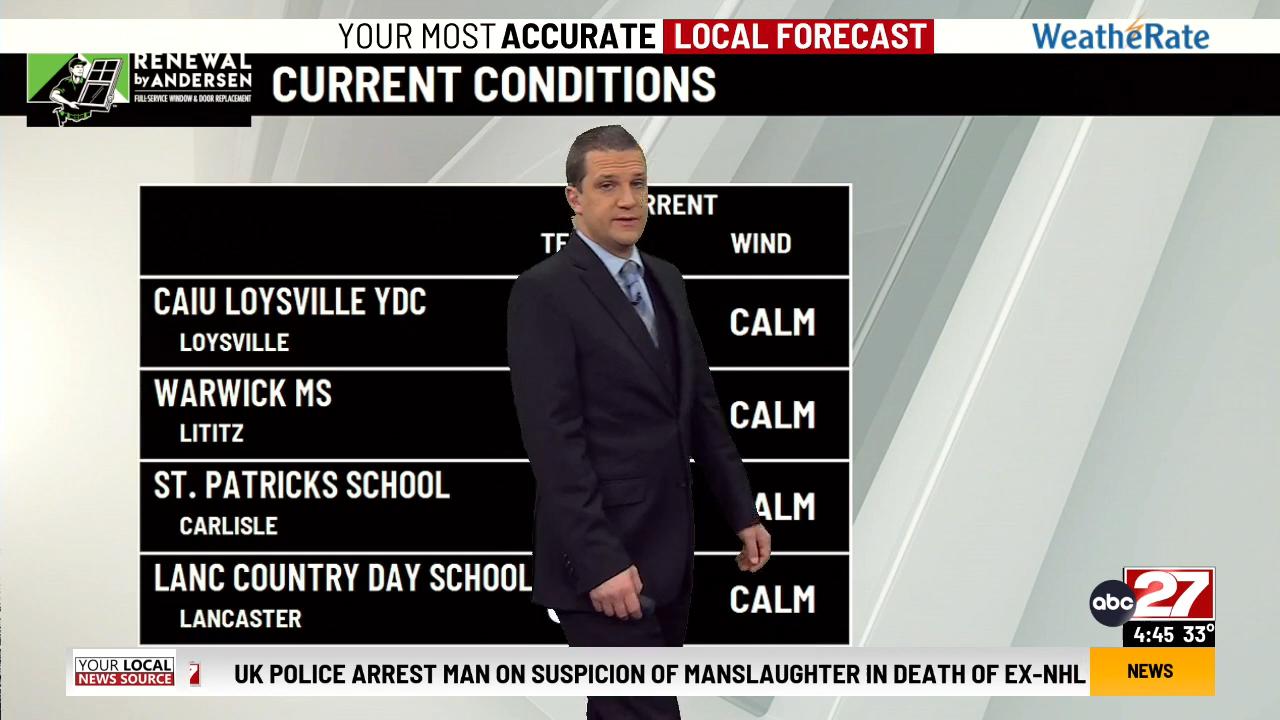 YOUR MOST ACCURATE LOCAL FORECAST
WeatheRate
RENEWAL
by ANDERSEN
FULL-SERVICE WINDOW & DOOR REPLACEMENT
CURRENT CONDITIONS
RRENT
TE
WIND
CAIU LOYSVILLE YDC
LOYSVILLE
CALM
WARWICK MS
LITITZ
CALM
ST. PATRICKS SCHOOL
CARLISLE
ALM
LANC COUNTRY DAY SCHOOL
LANCASTER
CALM
abc 27
4:45 33°
YOUR LOCAL
NEWS SOURCE
UK POLICE ARREST MAN ON SUSPICION OF MANSLAUGHTER IN DEATH OF EX-NHL
NEWS